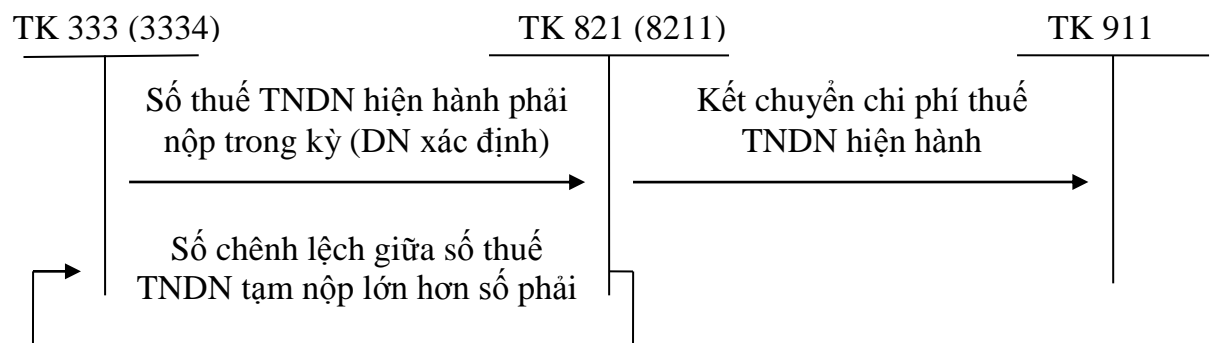 TK 333 (3334)
TK 821 (8211)
TK 911
Số thuế TNDN hiện hành phải
nộp trong kỳ (DN xác định)
Kết chuyển chi phí thuế
TNDN hiện hành
Số chênh lệch giữa số thuế
TNDN tạm nộp lớn hơn số phải